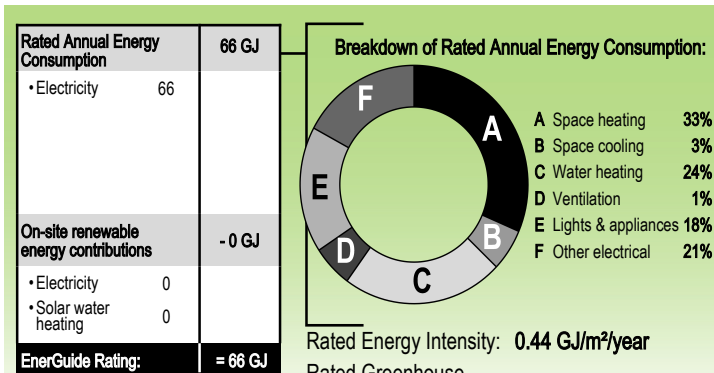 Rated Annual Energy
Consumption
66 GJ
• Electricity 66
On-site renewable
energy contributions
- 0 GJ
• Electricity 0
• Solar water
heating 0
EnerGuide Rating: = 66 GJ
Breakdown of Rated Annual Energy Consumption:
A
B
C
D
E
F
A Space heating 33%
B Space cooling 3%
C Water heating 24%
D Ventilation 1%
E Lights & appliances 18%
F Other electrical 21%
Rated Energy Intensity: 0.44 GJ/m²/year
Rated Greenhouse